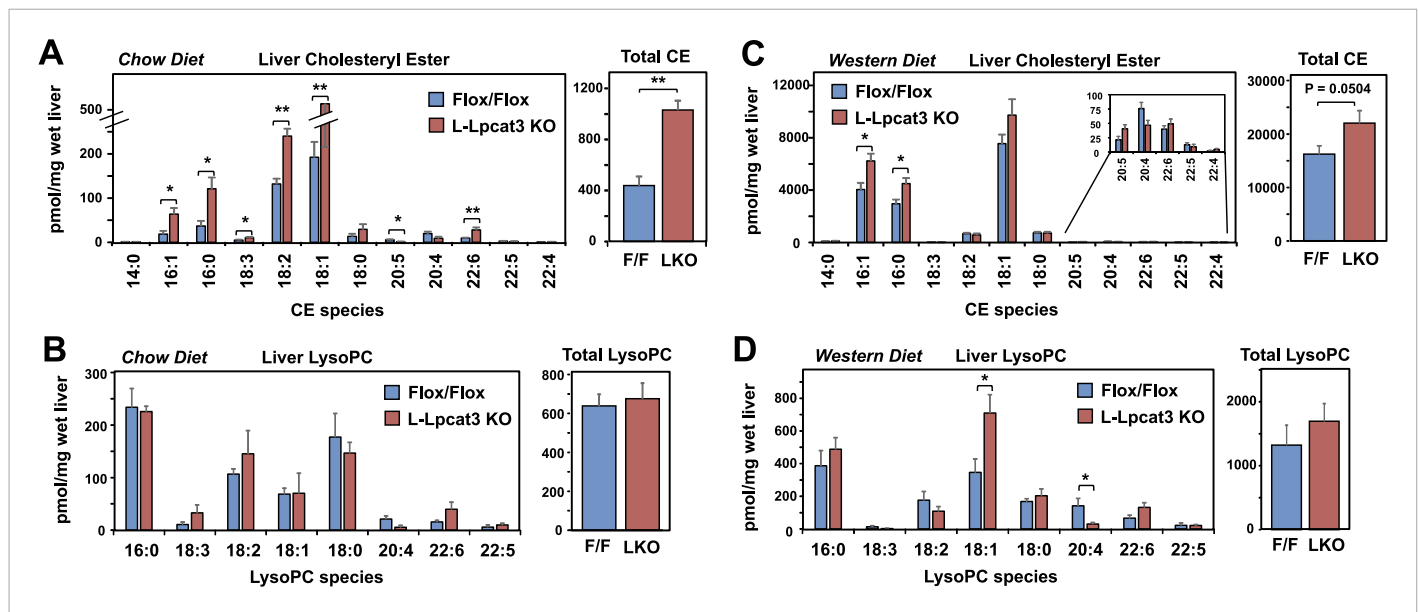 A
Chow Diet
Liver Cholesteryl Ester
Flox/Flox
L-Lpcat3 KO
pmol/mg wet liver
500
200
100
0
* * * ** ** * **
14:0 16:1 16:0 18:3 18:2 18:1 18:0 20:5 20:4 22:6 22:5 22:4
CE species
Total CE
1200
800
400
0
**
F/F LKO
C
Western Diet
Liver Cholesteryl Ester
Flox/Flox
L-Lpcat3 KO
pmol/mg wet liver
12000
8000
4000
0
* *
100
75
50
25
0
20:5 20:4 22:6 22:5 22:4
14:0 16:1 16:0 18:3 18:2 18:1 18:0 20:5 20:4 22:6 22:5 22:4
CE species
Total CE
30000
20000
10000
0
P = 0.0504
F/F LKO
B
Chow Diet
Liver LysoPC
Flox/Flox
L-Lpcat3 KO
pmol/mg wet liver
300
200
100
0
16:0 18:3 18:2 18:1 18:0 20:4 22:6 22:5
LysoPC species
Total LysoPC
800
600
400
200
0
F/F LKO
D
Western Diet
Liver LysoPC
Flox/Flox
L-Lpcat3 KO
pmol/mg wet liver
800
600
400
200
0
* *
16:0 18:3 18:2 18:1 18:0 20:4 22:6 22:5
LysoPC species
Total LysoPC
2000
1000
0
F/F LKO